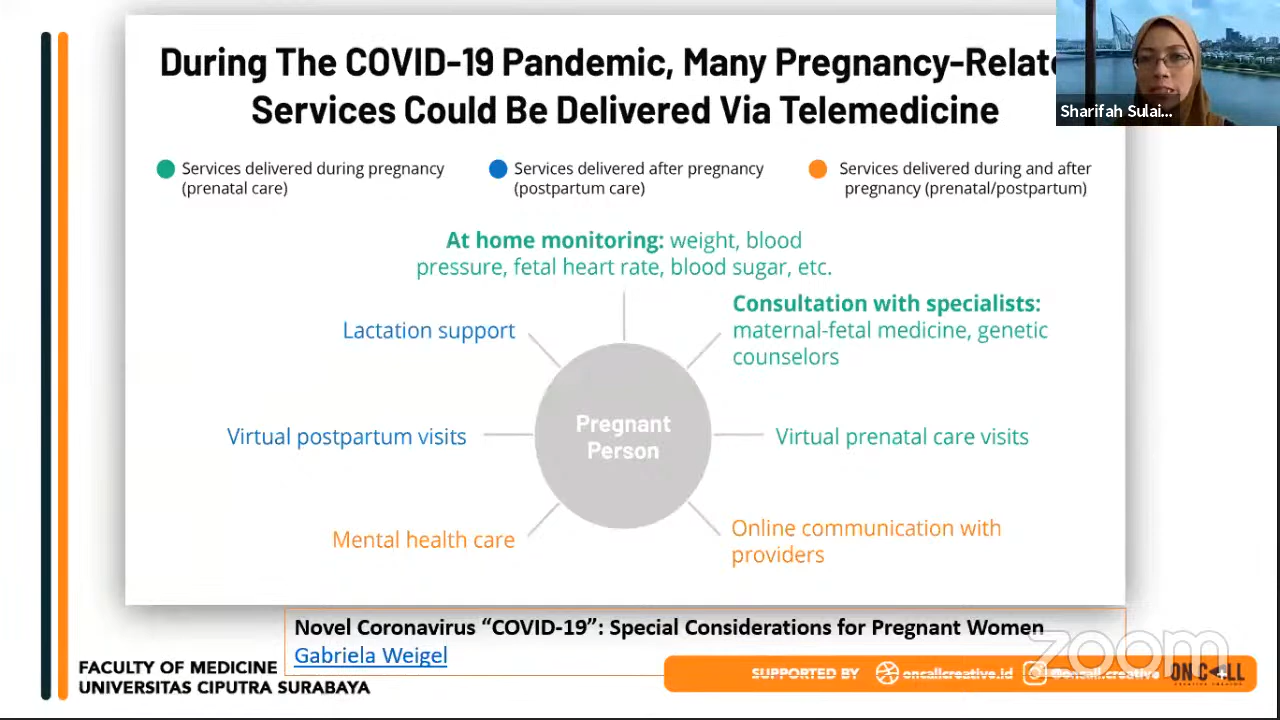 During The COVID-19 Pandemic, Many Pregnancy-Relate
Services Could Be Delivered Via Telemedicine
Sharifah Sulai...
Services delivered during pregnancy
(prenatal care)
Services delivered after pregnancy
(postpartum care)
Services delivered during and after
pregnancy (prenatal/postpartum)
At home monitoring: weight, blood
pressure, fetal heart rate, blood sugar, etc.
Consultation with specialists:
maternal-fetal medicine, genetic
counselors
Lactation support
Pregnant
Person
Virtual postpartum visits
Virtual prenatal care visits
Mental health care
Online communication with
providers
Novel Coronavirus “COVID-19”: Special Considerations for Pregnant Women
Gabriela Weigel
zoom
FACULTY OF MEDICINE
UNIVERSITAS CIPUTRA SURABAYA
SUPPORTED BY
oncallcreative.id
@oncall.creative
ON CALL